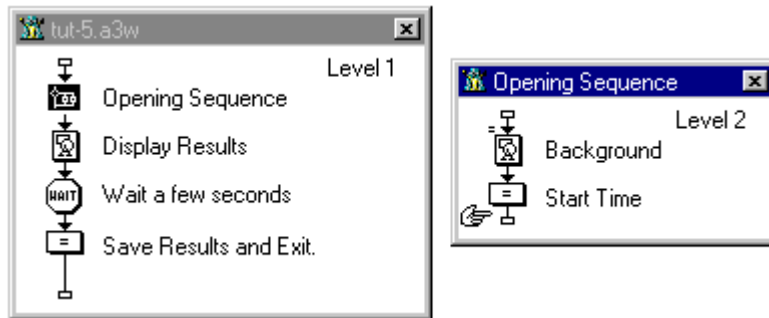 tut-5.a3w
Level 1
Opening Sequence
Display Results
WAIT
Wait a few seconds
=
Save Results and Exit.
Opening Sequence
Level 2
=
Background
=
Start Time